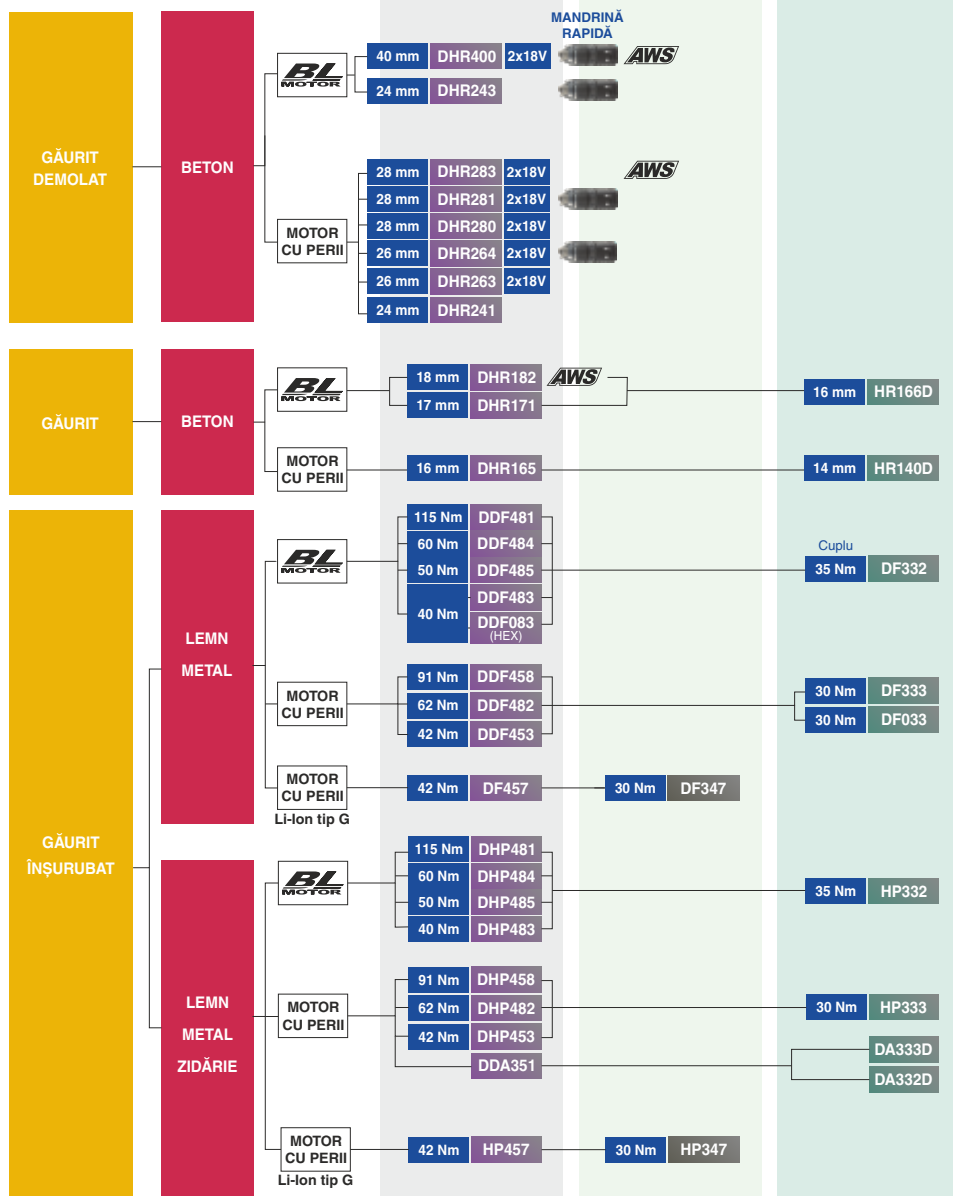 MANDRINĂ
RAPIDĂ
GĂURIT
DEMOLAT
BETON
BL
MOTOR
40 mm DHR400 2x18V AWS
24 mm DHR243
MOTOR
CU PERII
28 mm DHR283 2x18V AWS
28 mm DHR281 2x18V
28 mm DHR280 2x18V
26 mm DHR264 2x18V
26 mm DHR263 2x18V
24 mm DHR241
GĂURIT
BETON
BL
MOTOR
18 mm DHR182 AWS
17 mm DHR171
16 mm HR166D
MOTOR
CU PERII
16 mm DHR165
14 mm HR140D
GĂURIT
ÎNȘURUBAT
LEMN
METAL
BL
MOTOR
115 Nm DDF481
60 Nm DDF484
50 Nm DDF485
40 Nm DDF483
DDF083
(HEX)
Cuplu
35 Nm DF332
MOTOR
CU PERII
91 Nm DDF458
62 Nm DDF482
42 Nm DDF453
30 Nm DF333
30 Nm DF033
MOTOR
CU PERII
Li-Ion tip G
42 Nm DF457
30 Nm DF347
LEMN
METAL
ZIDĂRIE
BL
MOTOR
115 Nm DHP481
60 Nm DHP484
50 Nm DHP485
40 Nm DHP483
35 Nm HP332
MOTOR
CU PERII
91 Nm DHP458
62 Nm DHP482
42 Nm DHP453
DDA351
30 Nm HP333
DA333D
DA332D
MOTOR
CU PERII
Li-Ion tip G
42 Nm HP457
30 Nm HP347